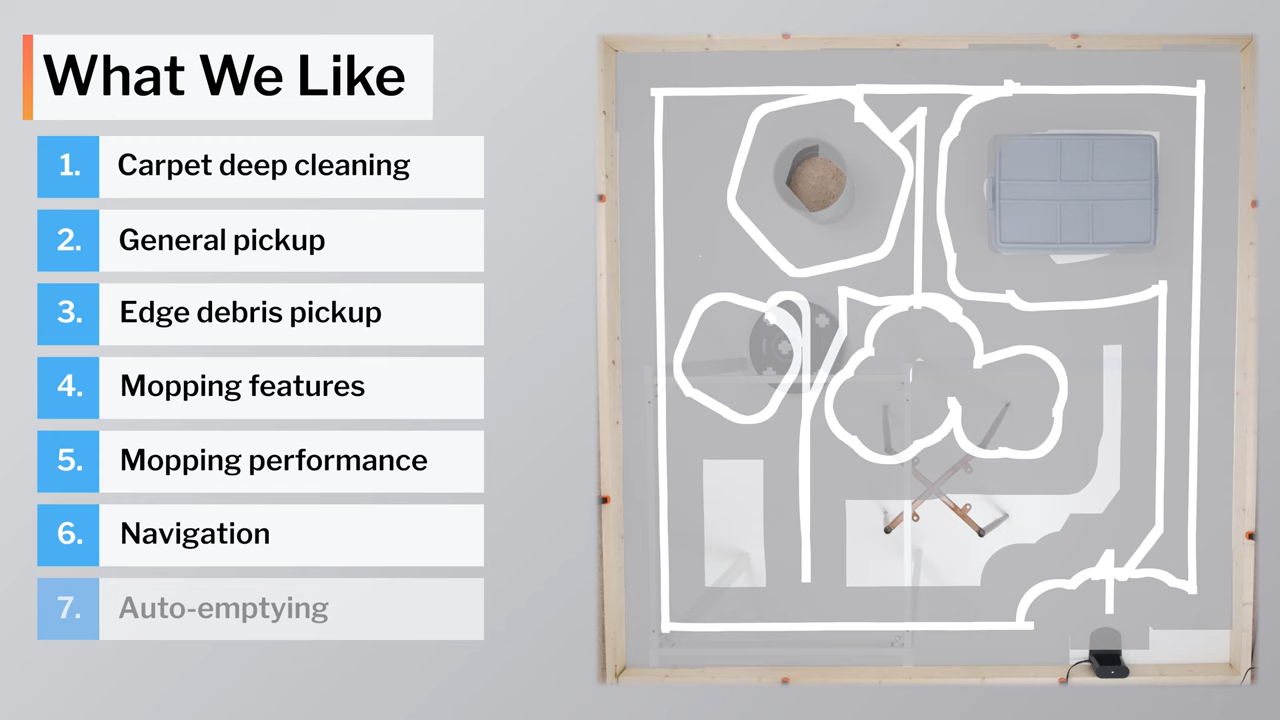 What We Like
1. Carpet deep cleaning
2. General pickup
3. Edge debris pickup
4. Mopping features
5. Mopping performance
6. Navigation
7. Auto-emptying